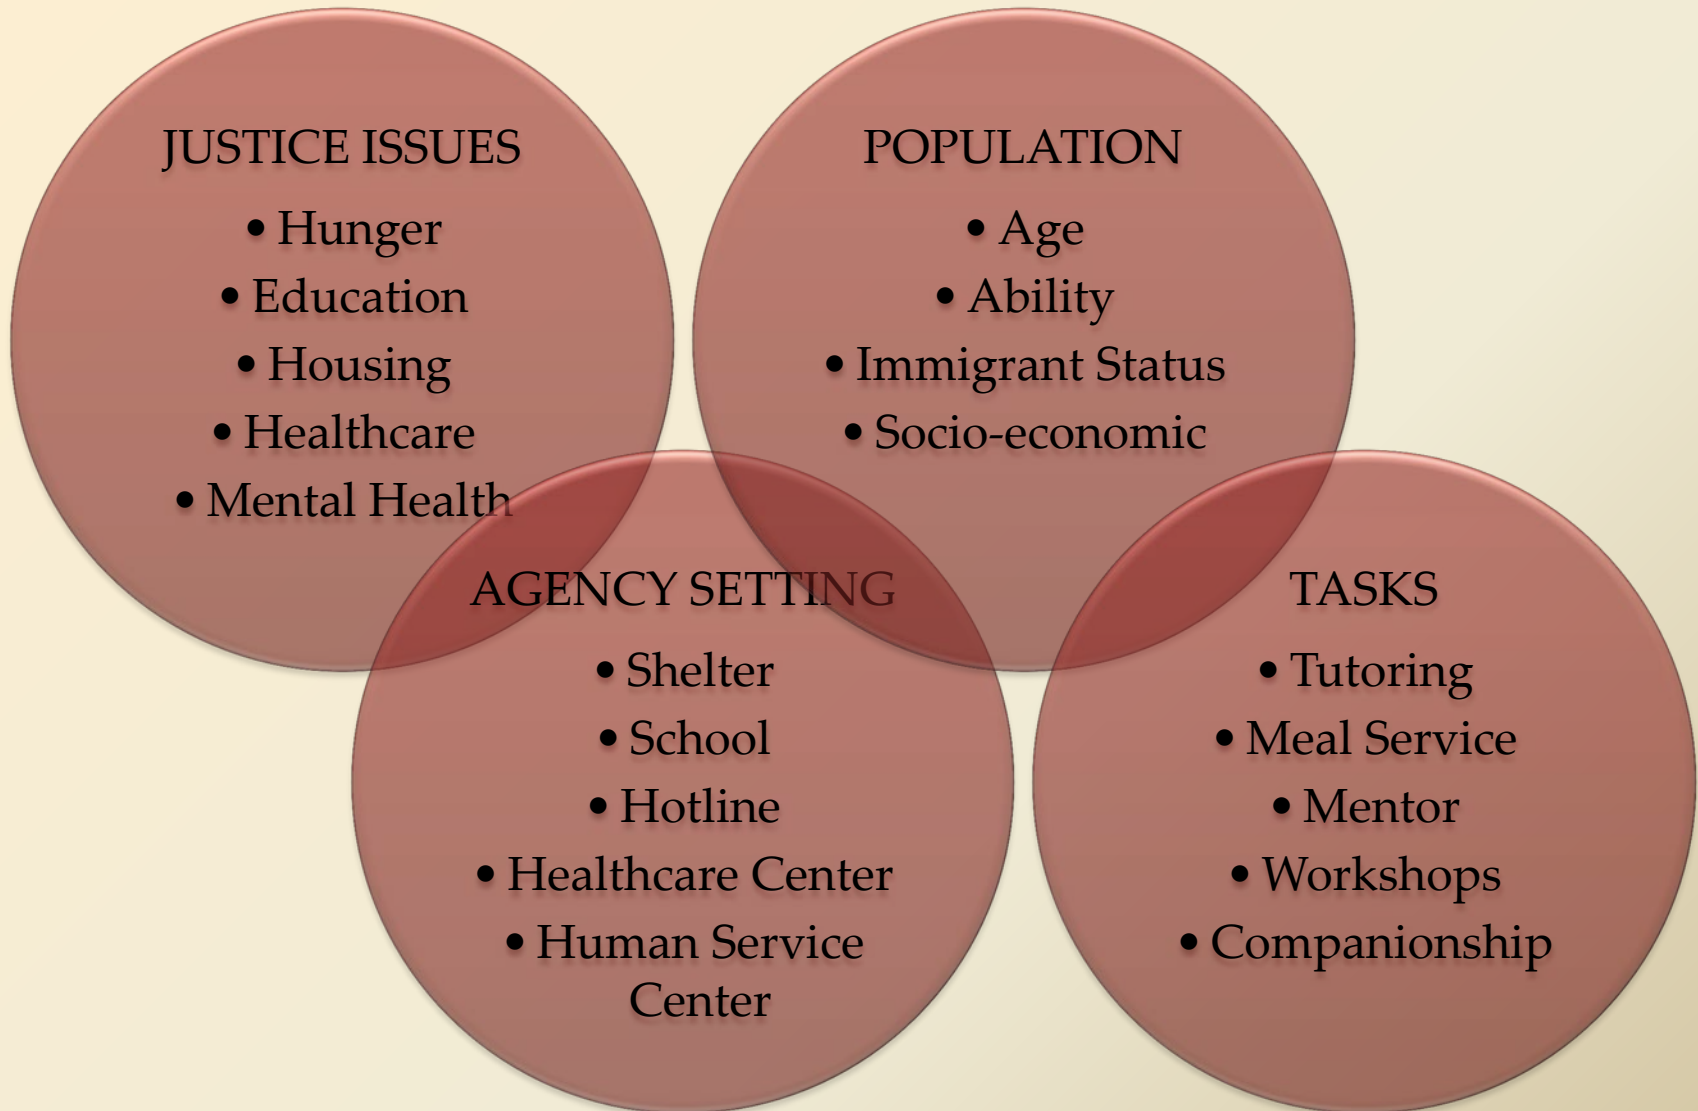 JUSTICE ISSUES
• Hunger
• Education
• Housing
• Healthcare
• Mental Health
POPULATION
• Age
• Ability
• Immigrant Status
• Socio-economic
AGENCY SETTING
• Shelter
• School
• Hotline
• Healthcare Center
• Human Service
Center
TASKS
• Tutoring
• Meal Service
• Mentor
• Workshops
• Companionship